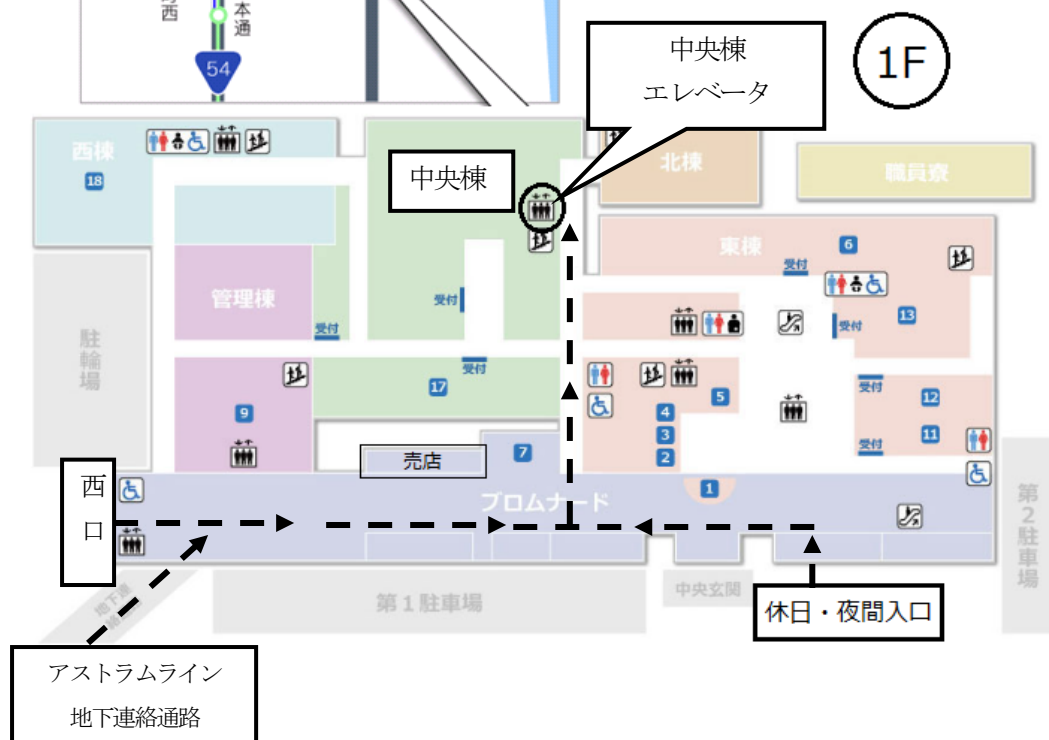 西
本
通
54
1F
中央棟
エレベータ
西棟
18
中央棟
北棟
職員寮
東棟
6
受付
管理棟
受付
受付
受付
13
駐
輪
場
受付
17
9
5
4
3
2
受付
12
受付
11
売店
7
西
口
プロムナード
1
第
2
駐
車
場
第1駐車場
中央玄関
休日・夜間入口
アストラムライン
地下連絡通路